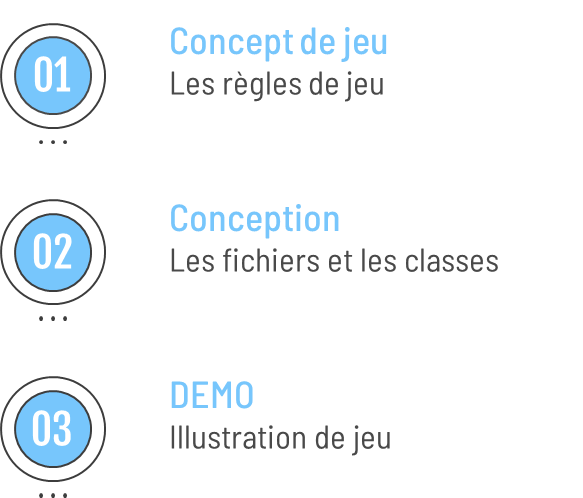 01
Concept de jeu
Les règles de jeu
...
02
Conception
Les fichiers et les classes
...
03
DEMO
Illustration de jeu
...